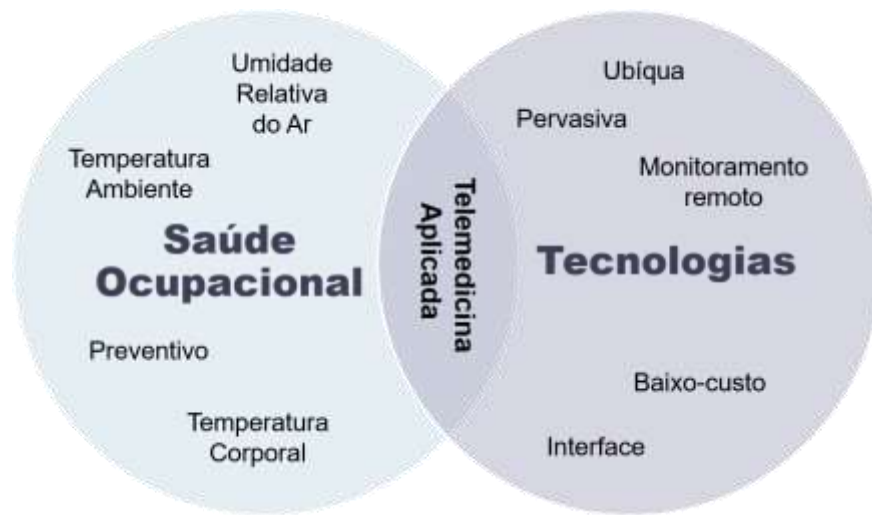 Umidade
Relativa
do Ar
Temperatura
Ambiente
Saúde
Ocupacional
Preventivo
Temperatura
Corporal
Telemedicina
Aplicada
Ubíqua
Pervasiva
Monitoramento
remoto
Tecnologias
Baixo-custo
Interface